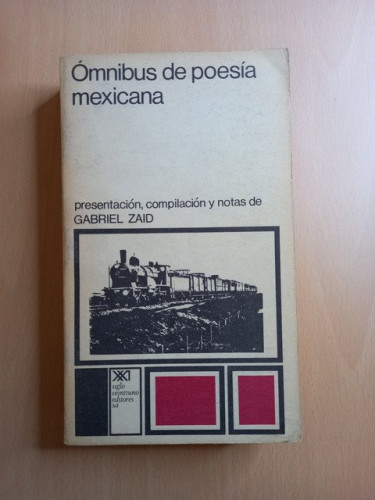 Ómnibus de poesía
mexicana
presentación, compilación y notas de
GABRIEL ZAID
XXI
siglo
veintiuno
editores
sa